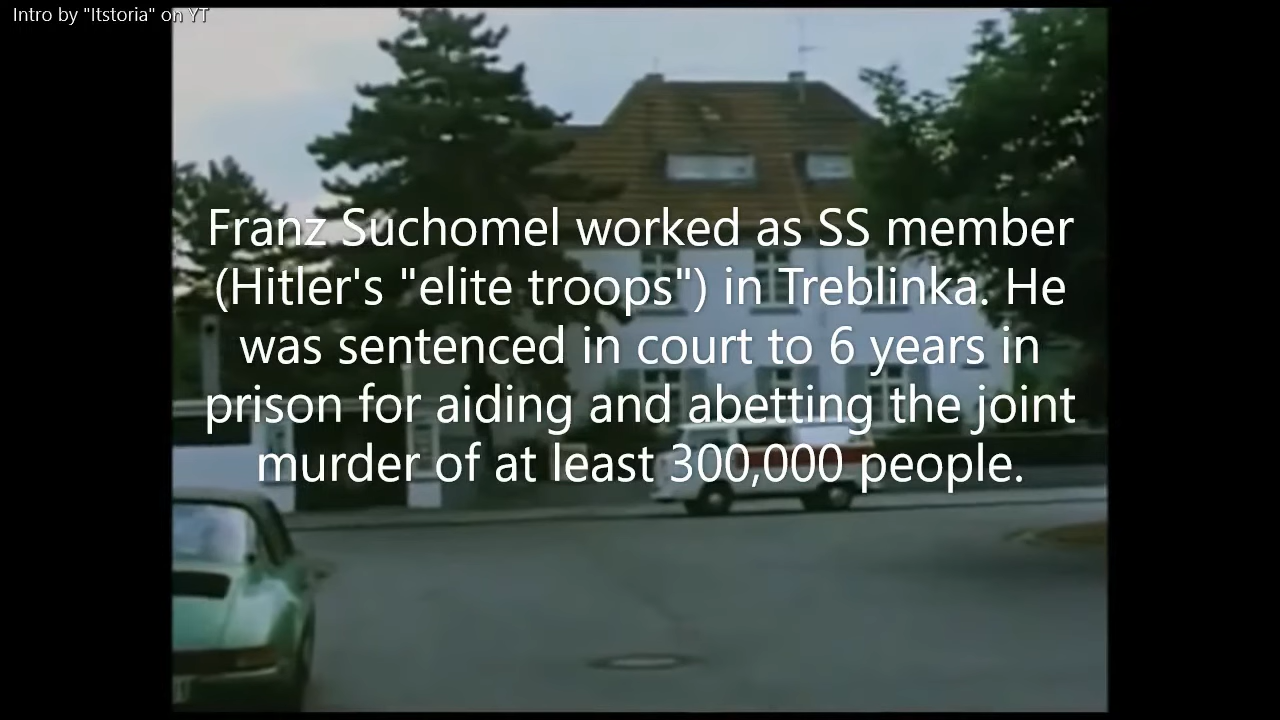 Intro by "Itstoria" on YT
Franz Suchomel worked as SS member
(Hitler's "elite troops") in Treblinka. He
was sentenced in court to 6 years in
prison for aiding and abetting the joint
murder of at least 300,000 people.